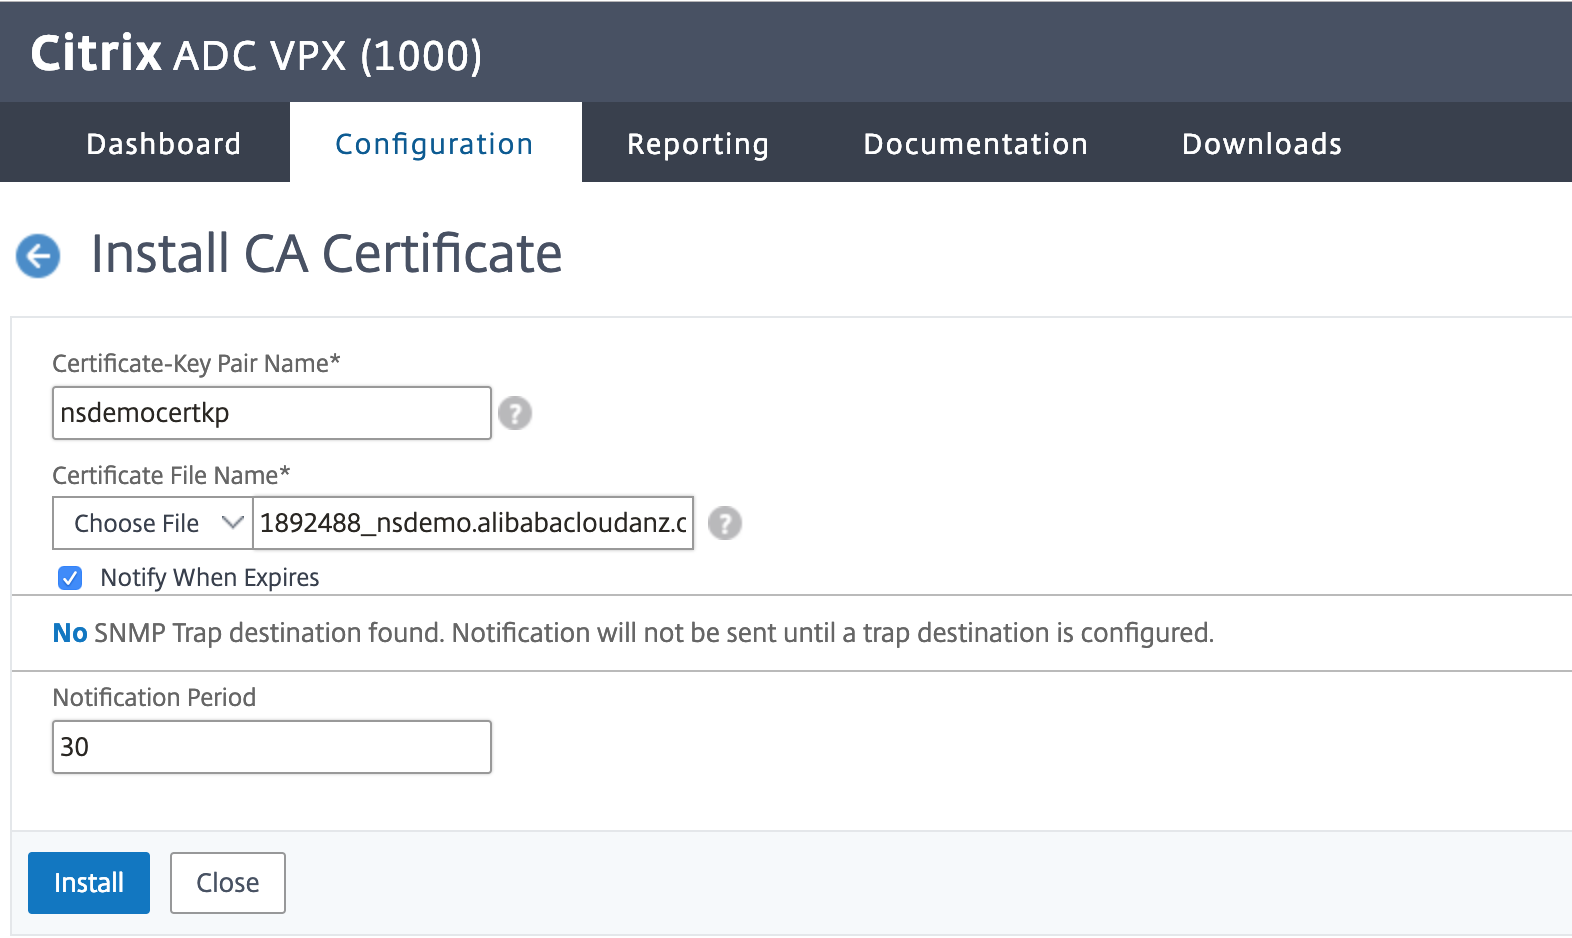 Citrix ADC VPX (1000)
Dashboard Configuration Reporting Documentation Downloads
Install CA Certificate
Certificate-Key Pair Name*
nsdemocertkp ?
Certificate File Name*
Choose File 1892488_nsdemo.alibabacloudanz.c ?
Notify When Expires
No SNMP Trap destination found. Notification will not be sent until a trap destination is configured.
Notification Period
30
Install Close